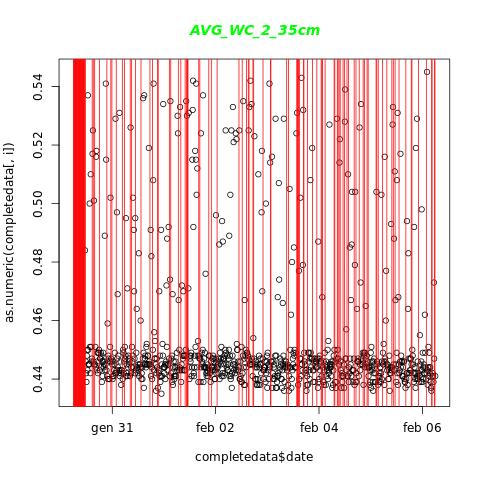 AVG_WC_2_35cm
as.numeric(completedata[, i])
0.54
0.52
0.50
0.48
0.46
0.44
gen 31
feb 02
feb 04
feb 06
completedata$date